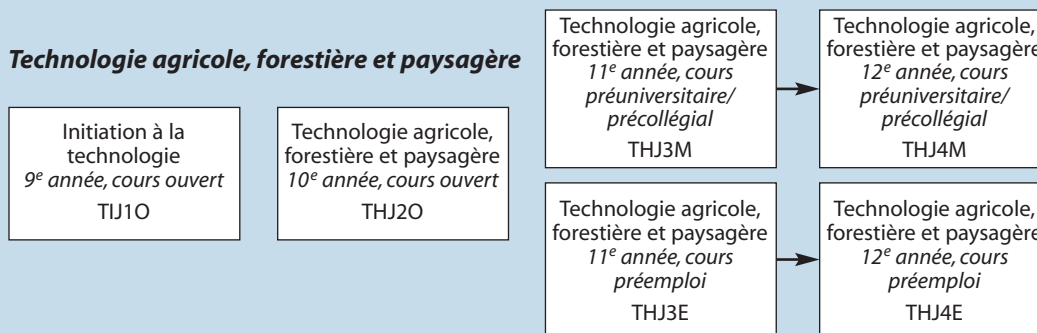 Technologie agricole, forestière et paysagère
Initiation à la
technologie
9e année, cours ouvert
TIJ1O
Technologie agricole,
forestière et paysagère
10e année, cours ouvert
THJ2O
Technologie agricole,
forestière et paysagère
11e année, cours
préuniversitaire/
précollégial
THJ3M
Technologie agricole,
forestière et paysagère
12e année, cours
préuniversitaire/
précollégial
THJ4M
Technologie agricole,
forestière et paysagère
11e année, cours
préemploi
THJ3E
Technologie agricole,
forestière et paysagère
12e année, cours
préemploi
THJ4E